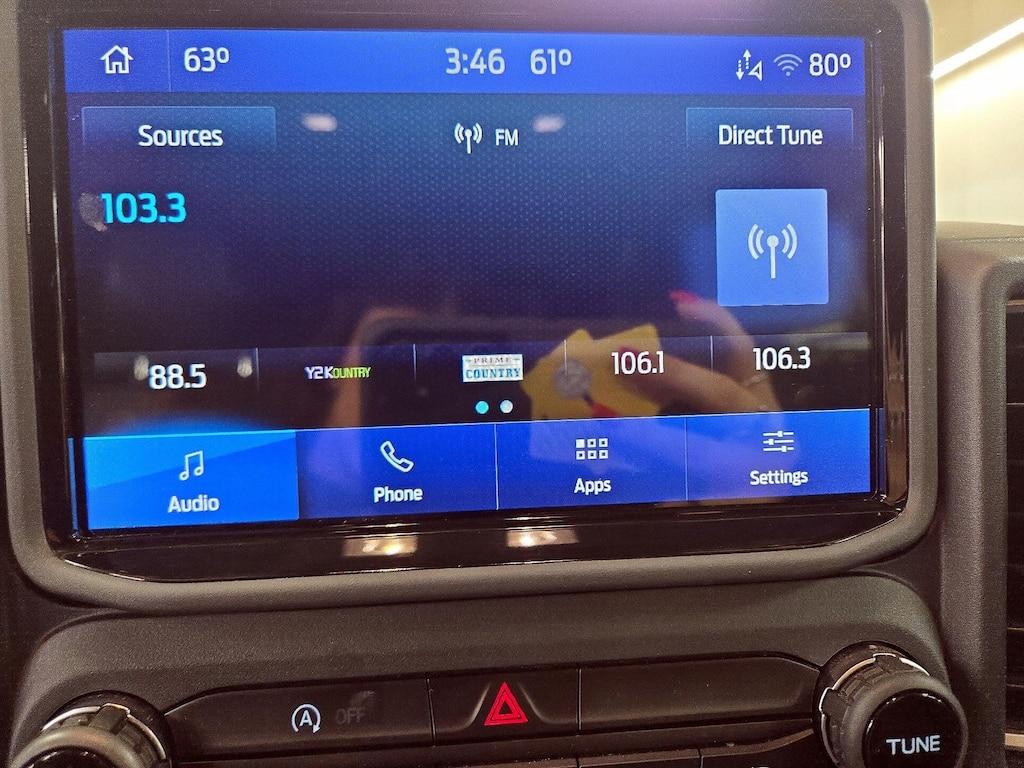 63° 3:46 61° 80°
Sources FM Direct Tune
103.3
88.5 Y2KOUNTRY PRIME COUNTRY 106.1 106.3
Audio Phone Apps Settings
A OFF
TUNE